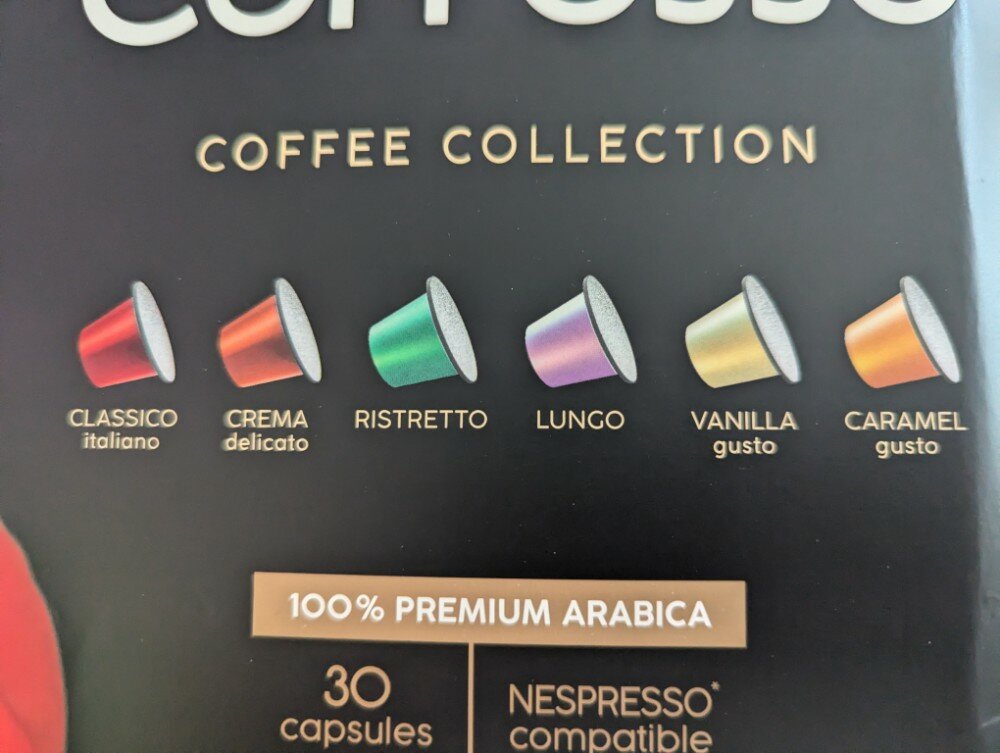 COFFEE COLLECTION
CLASSICO italiano
CREMA delicato
RISTRETTO
LUNGO
VANILLA gusto
CARAMEL gusto
100% PREMIUM ARABICA
30 capsules
NESPRESSO* compatible